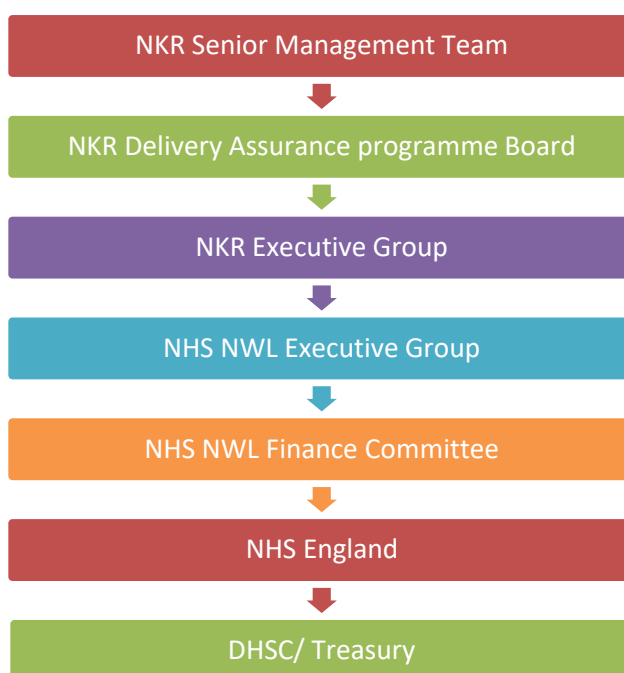 NKR Senior Management Team
NKR Delivery Assurance programme Board
NKR Executive Group
NHS NWL Executive Group
NHS NWL Finance Committee
NHS England
DHSC/ Treasury